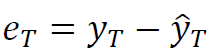 e_T = y_T − ŷ_T